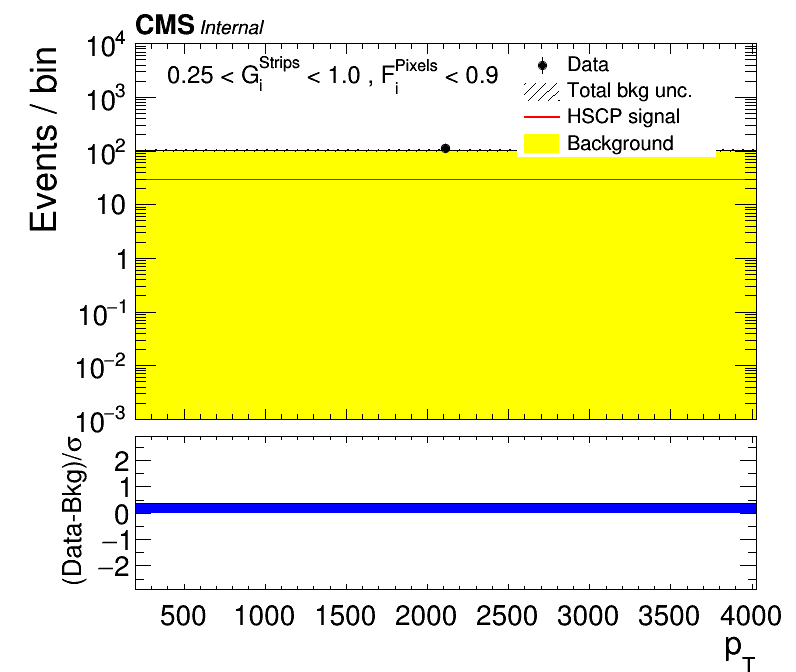 CMS Internal
Events / bin
10^4
10^3
10^2
10
1
10^−1
10^−2
10^−3
0.25 < G_i^Strips < 1.0 , F_i^Pixels < 0.9
Data
Total bkg unc.
HSCP signal
Background
(Data-Bkg)/σ
2
1
0
−1
−2
500 1000 1500 2000 2500 3000 3500 4000
p_T